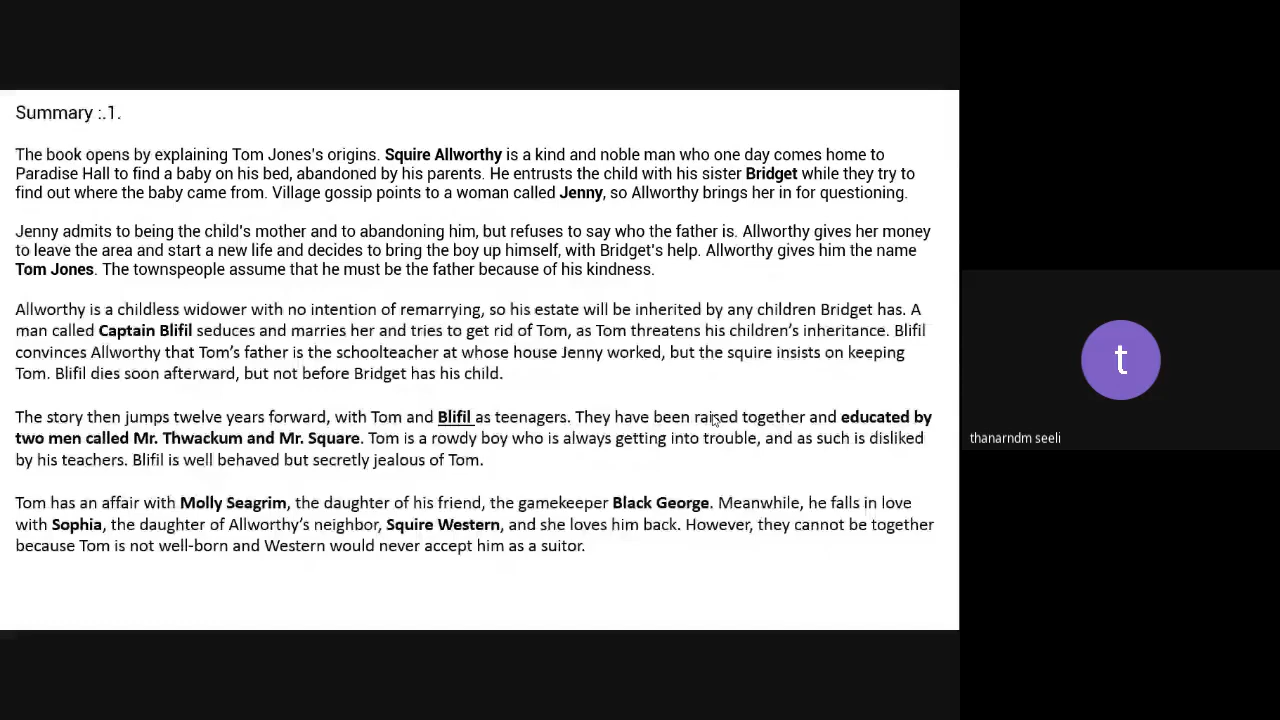 Summary :.1.
The book opens by explaining Tom Jones's origins. Squire Allworthy is a kind and noble man who one day comes home to
Paradise Hall to find a baby on his bed, abandoned by his parents. He entrusts the child with his sister Bridget while they try to
find out where the baby came from. Village gossip points to a woman called Jenny, so Allworthy brings her in for questioning.
Jenny admits to being the child's mother and to abandoning him, but refuses to say who the father is. Allworthy gives her money
to leave the area and start a new life and decides to bring the boy up himself, with Bridget's help. Allworthy gives him the name
Tom Jones. The townspeople assume that he must be the father because of his kindness.
Allworthy is a childless widower with no intention of remarrying, so his estate will be inherited by any children Bridget has. A
man called Captain Blifil seduces and marries her and tries to get rid of Tom, as Tom threatens his children’s inheritance. Blifil
convinces Allworthy that Tom’s father is the schoolteacher at whose house Jenny worked, but the squire insists on keeping
Tom. Blifil dies soon afterward, but not before Bridget has his child.
The story then jumps twelve years forward, with Tom and Blifil as teenagers. They have been raised together and educated by
two men called Mr. Thwackum and Mr. Square. Tom is a rowdy boy who is always getting into trouble, and as such is disliked
by his teachers. Blifil is well behaved but secretly jealous of Tom.
Tom has an affair with Molly Seagrim, the daughter of his friend, the gamekeeper Black George. Meanwhile, he falls in love
with Sophia, the daughter of Allworthy’s neighbor, Squire Western, and she loves him back. However, they cannot be together
because Tom is not well-born and Western would never accept him as a suitor.
t
thanarndm seeli